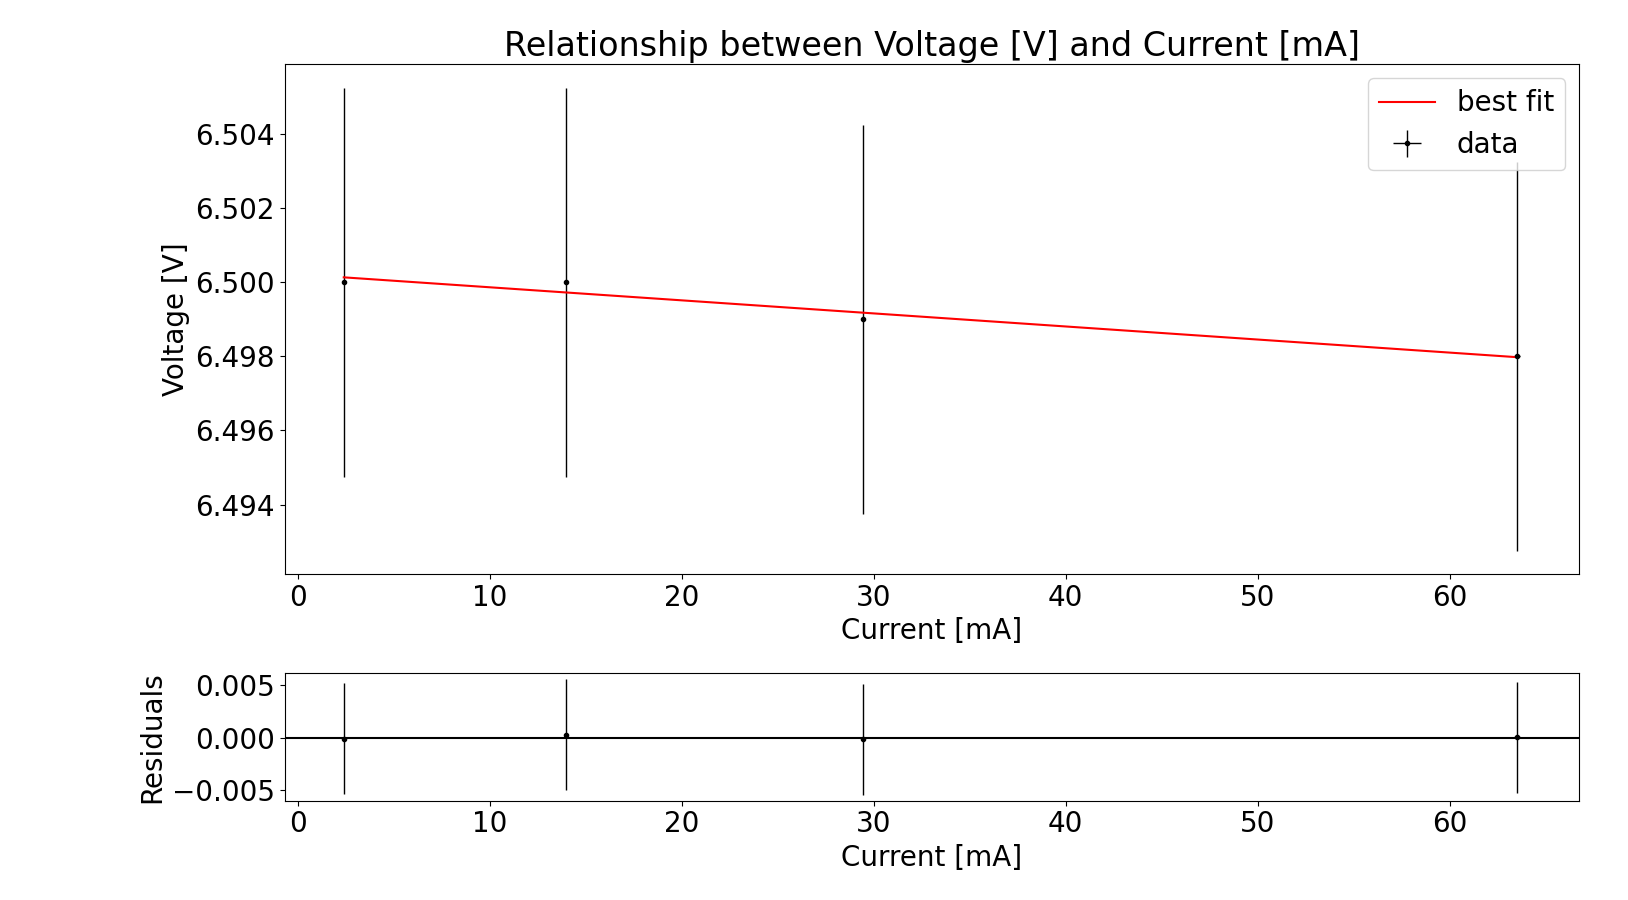 Relationship between Voltage [V] and Current [mA]
best fit
data
Voltage [V]
6.504
6.502
6.500
6.498
6.496
6.494
0 10 20 30 40 50 60
Current [mA]
Residuals
0.005
0.000
−0.005
0 10 20 30 40 50 60
Current [mA]